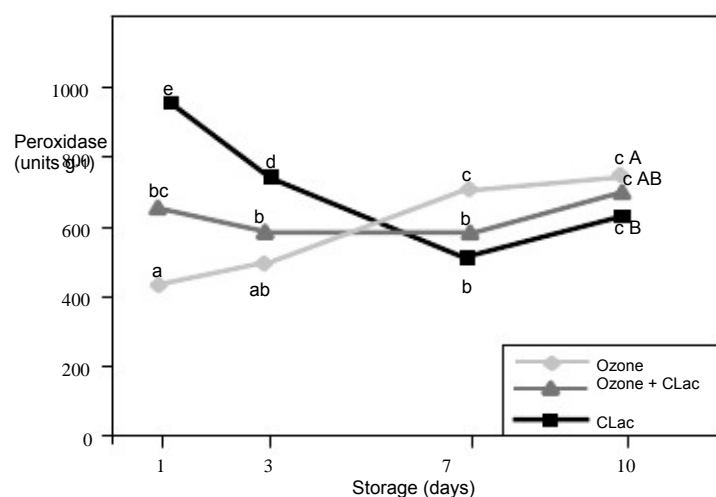 1000
e
Peroxidase
(units g-1)
800
600
400
200
0
d
c
c A
c AB
bc
b
b
c B
a
ab
b
Ozone
Ozone + CLac
CLac
1
3
7
10
Storage (days)